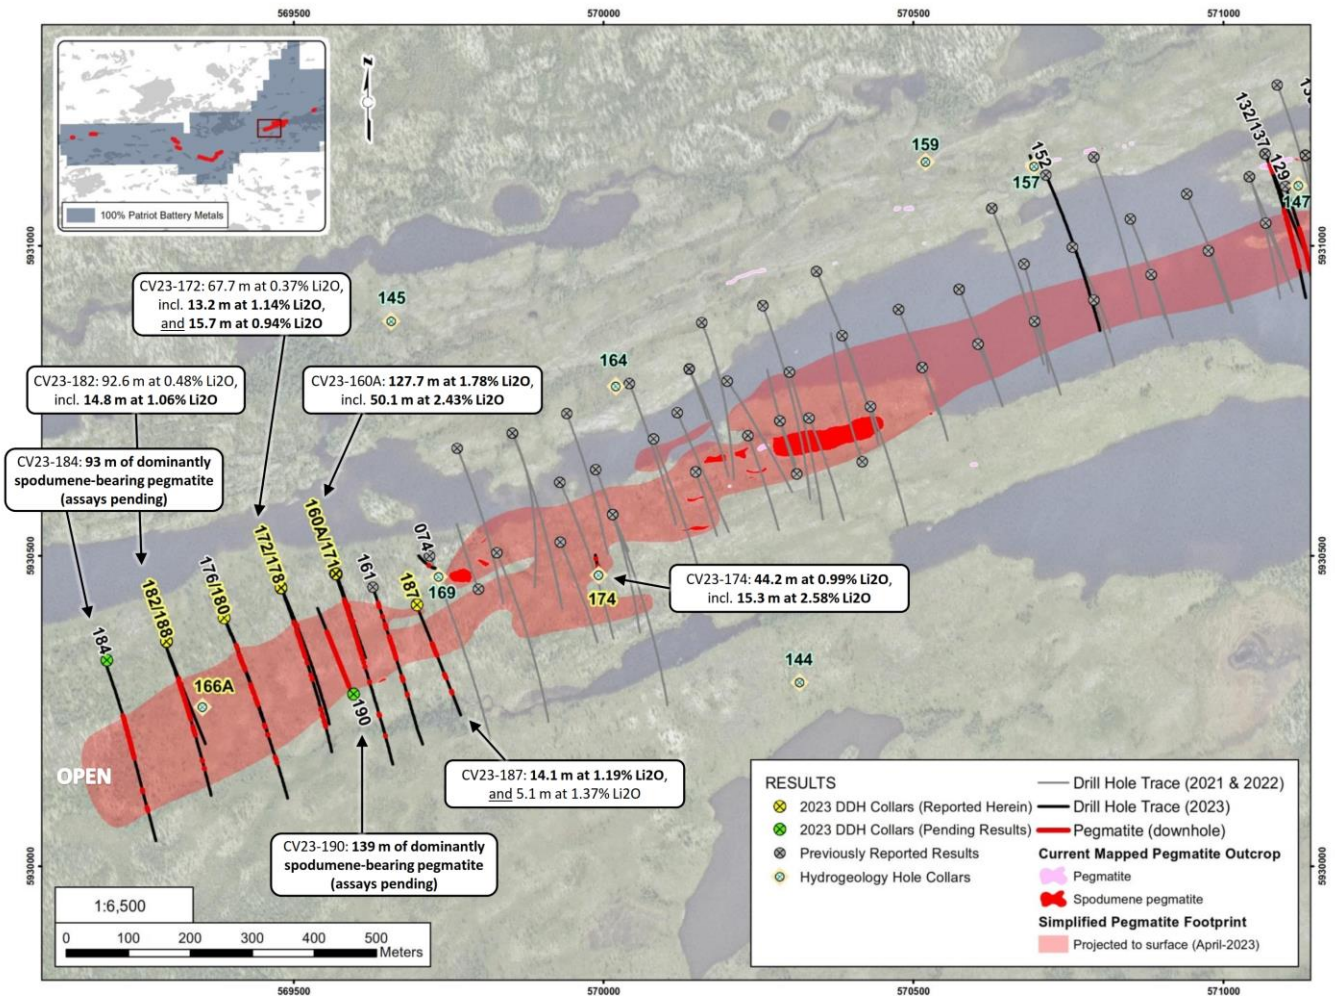 569500
570000
570500
571000
5931000
5930500
5930000
5931000
5930500
5930000
100% Patriot Battery Metals
N
CV23-172: 67.7 m at 0.37% Li2O,
incl. 13.2 m at 1.14% Li2O,
and 15.7 m at 0.94% Li2O
CV23-182: 92.6 m at 0.48% Li2O,
incl. 14.8 m at 1.06% Li2O
CV23-160A: 127.7 m at 1.78% Li2O,
incl. 50.1 m at 2.43% Li2O
CV23-184: 93 m of dominantly
spodumene-bearing pegmatite
(assays pending)
145
164
159
157
152
132/137
129
147
184
182/188
176/180
172/178
160A/171
161
074
187
169
174
166A
190
144
OPEN
CV23-174: 44.2 m at 0.99% Li2O,
incl. 15.3 m at 2.58% Li2O
CV23-187: 14.1 m at 1.19% Li2O,
and 5.1 m at 1.37% Li2O
CV23-190: 139 m of dominantly
spodumene-bearing pegmatite
(assays pending)
1:6,500
0 100 200 300 400 500
Meters
RESULTS
2023 DDH Collars (Reported Herein)
2023 DDH Collars (Pending Results)
Previously Reported Results
Hydrogeology Hole Collars
Drill Hole Trace (2021 & 2022)
Drill Hole Trace (2023)
Pegmatite (downhole)
Current Mapped Pegmatite Outcrop
Pegmatite
Spodumene pegmatite
Simplified Pegmatite Footprint
Projected to surface (April-2023)
569500
570000
570500
571000